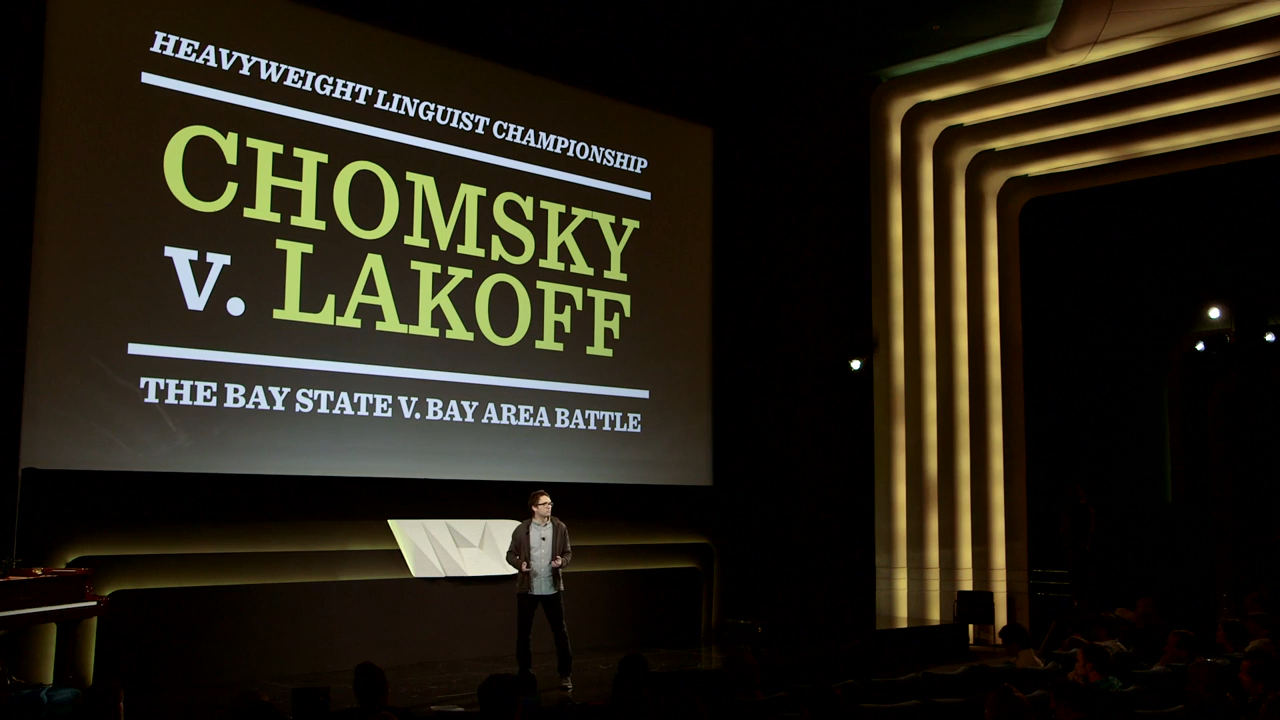 HEAVYWEIGHT LINGUIST CHAMPIONSHIP
CHOMSKY
v. LAKOFF
THE BAY STATE V. BAY AREA BATTLE